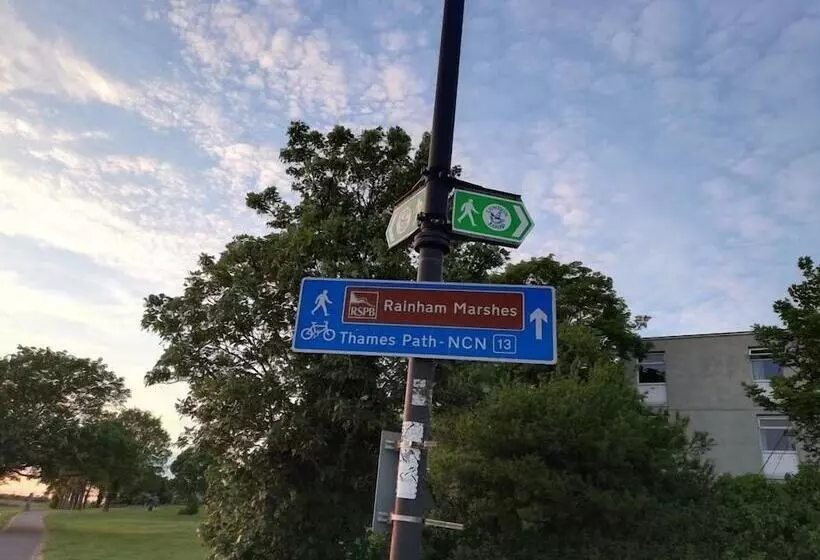 RSPB Rainham Marshes
Thames Path - NCN 13